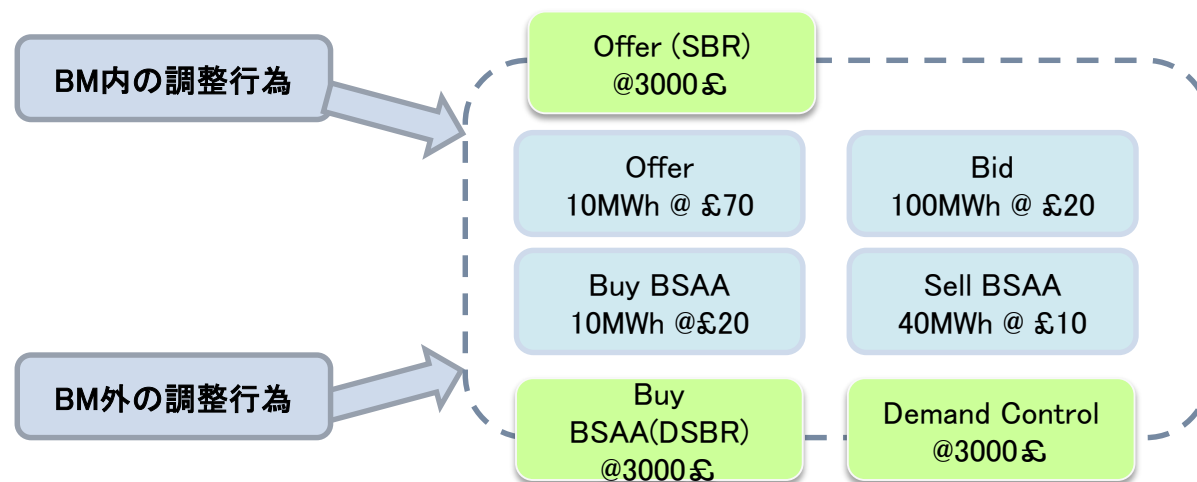 BM内の調整行為
Offer (SBR)
@3000£
Offer
10MWh @ £70
Bid
100MWh @ £20
Buy BSAA
10MWh @£20
Sell BSAA
40MWh @ £10
BM外の調整行為
Buy
BSAA(DSBR)
@3000£
Demand Control
@3000£